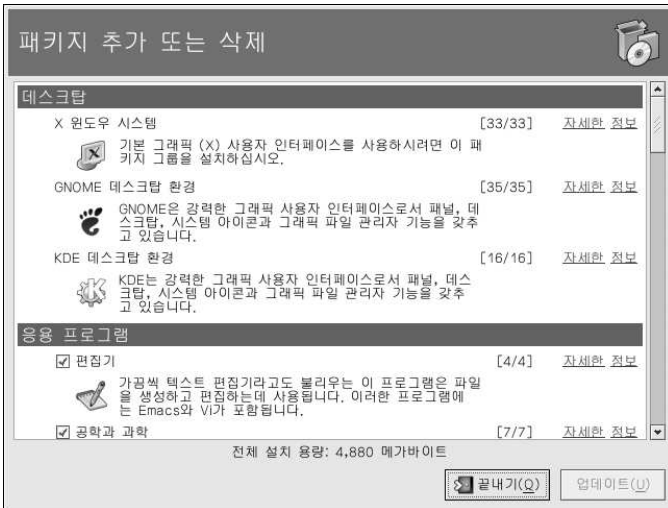 패키지 추가 또는 삭제
데스크탑
X 윈도우 시스템 [33/33] 자세한 정보
기본 그래픽 (X) 사용자 인터페이스를 사용하시려면 이 패
키지 그룹을 설치하십시오.
GNOME 데스크탑 환경 [35/35] 자세한 정보
GNOME은 강력한 그래픽 사용자 인터페이스로서 패널, 데
스크탑, 시스템 아이콘과 그래픽 파일 관리자 기능을 갖추
고 있습니다.
KDE 데스크탑 환경 [16/16] 자세한 정보
KDE는 강력한 그래픽 사용자 인터페이스로서 패널, 데스
크탑, 시스템 아이콘과 그래픽 파일 관리자 기능을 갖추
고 있습니다.
응용 프로그램
편집기 [4/4] 자세한 정보
가끔씩 텍스트 편집기라고도 불리우는 이 프로그램은 파일
을 생성하고 편집하는데 사용됩니다. 이러한 프로그램에
는 Emacs와 Vi가 포함됩니다.
공학과 과학 [7/7] 자세한 정보
전체 설치 용량: 4,880 메가바이트
끝내기(Q) 업데이트(U)